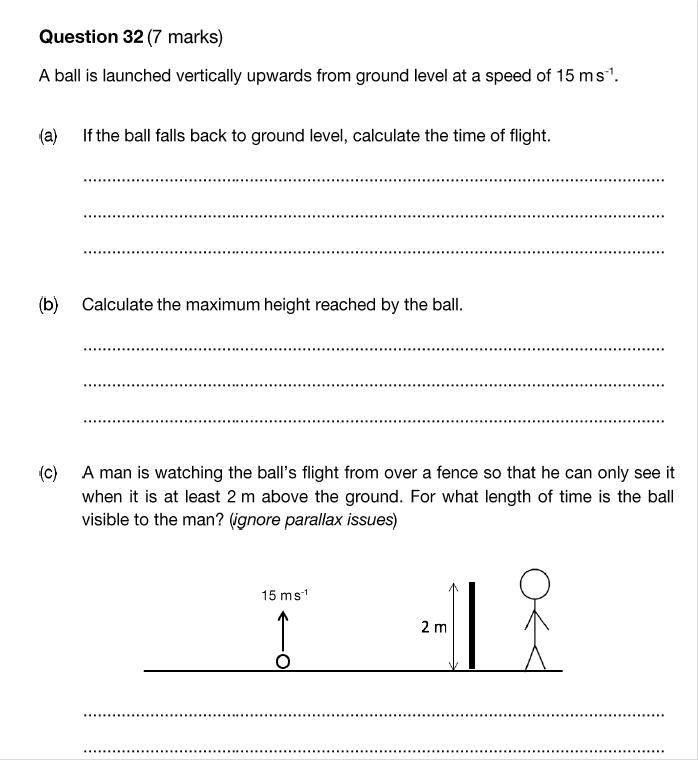 Question 32 (7 marks)
A ball is launched vertically upwards from ground level at a speed of 15 m s⁻¹.
(a) If the ball falls back to ground level, calculate the time of flight.
(b) Calculate the maximum height reached by the ball.
(c) A man is watching the ball's flight from over a fence so that he can only see it
when it is at least 2 m above the ground. For what length of time is the ball
visible to the man? (ignore parallax issues)
15 m s⁻¹
2 m